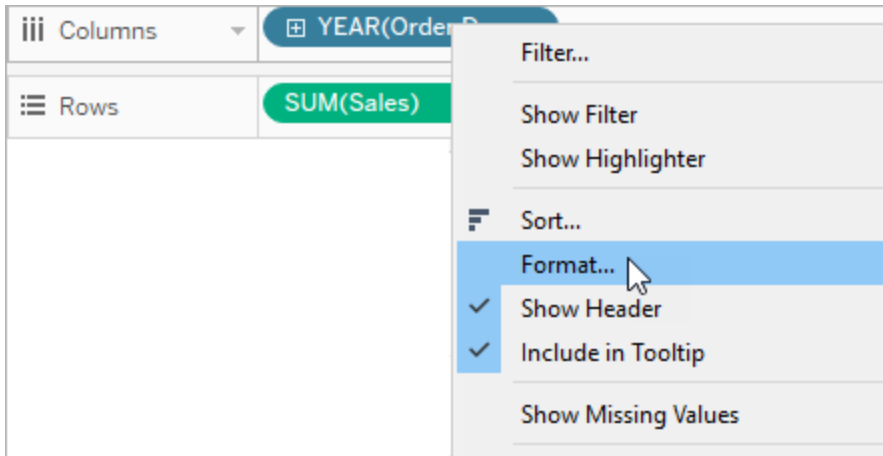 Columns
YEAR(Order D
Rows
SUM(Sales)
Filter...
Show Filter
Show Highlighter
Sort...
Format...
Show Header
Include in Tooltip
Show Missing Values